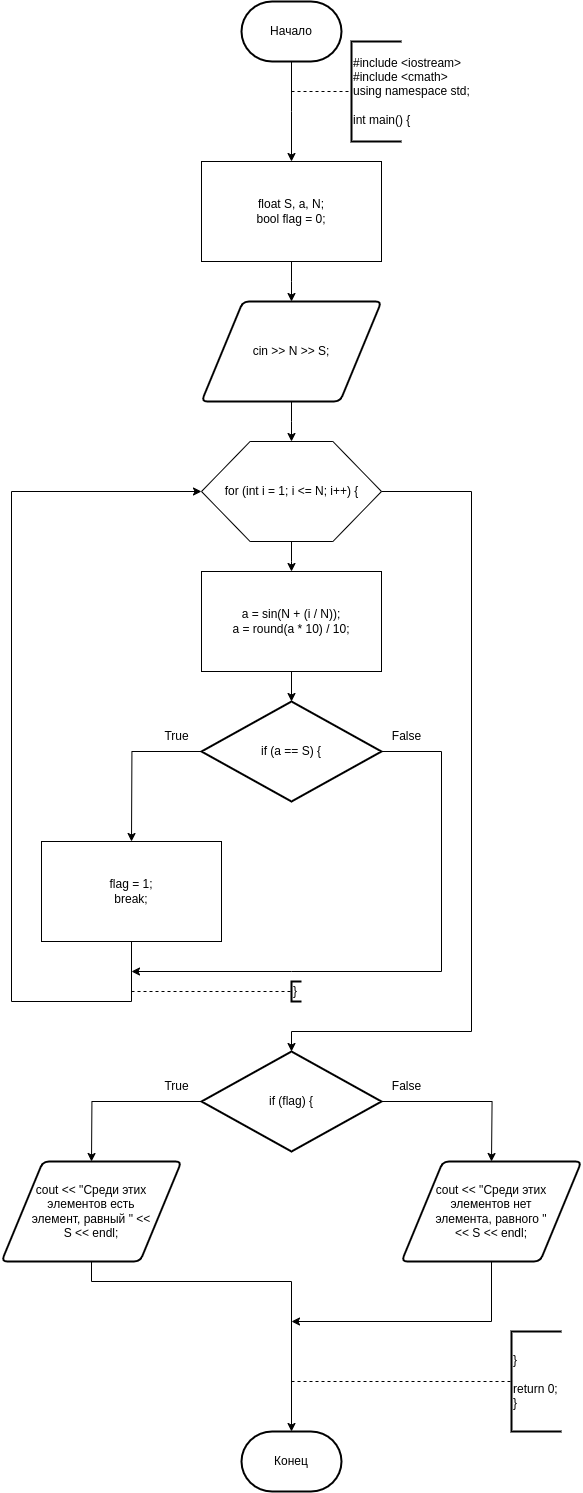 Начало
#include <iostream>
#include <cmath>
using namespace std;
int main() {
float S, a, N;
bool flag = 0;
cin >> N >> S;
for (int i = 1; i <= N; i++) {
a = sin(N + (i / N));
a = round(a * 10) / 10;
True
False
if (a == S) {
flag = 1;
break;
}
True
False
if (flag) {
cout << "Среди этих
элементов есть
элемент, равный " <<
S << endl;
cout << "Среди этих
элементов нет
элемента, равного "
<< S << endl;
}
return 0;
}
Конец